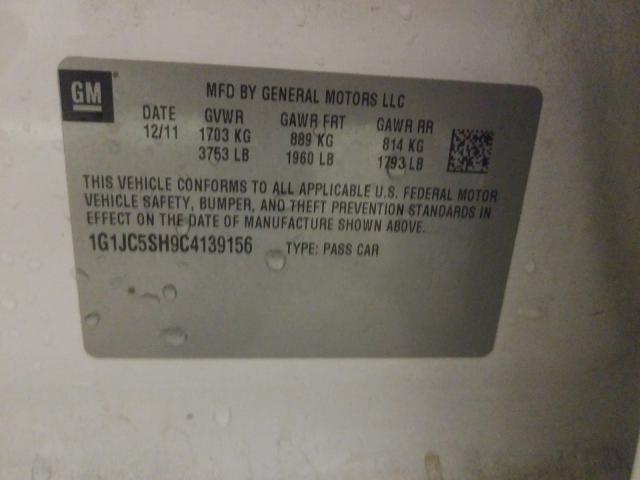 GM
MFD BY GENERAL MOTORS LLC
DATE GVWR GAWR FRT GAWR RR
12/11 1703 KG 889 KG 814 KG
3753 LB 1960 LB 1793 LB
THIS VEHICLE CONFORMS TO ALL APPLICABLE U.S. FEDERAL MOTOR
VEHICLE SAFETY, BUMPER, AND THEFT PREVENTION STANDARDS IN
EFFECT ON THE DATE OF MANUFACTURE SHOWN ABOVE.
1G1JC5SH9C4139156 TYPE: PASS CAR